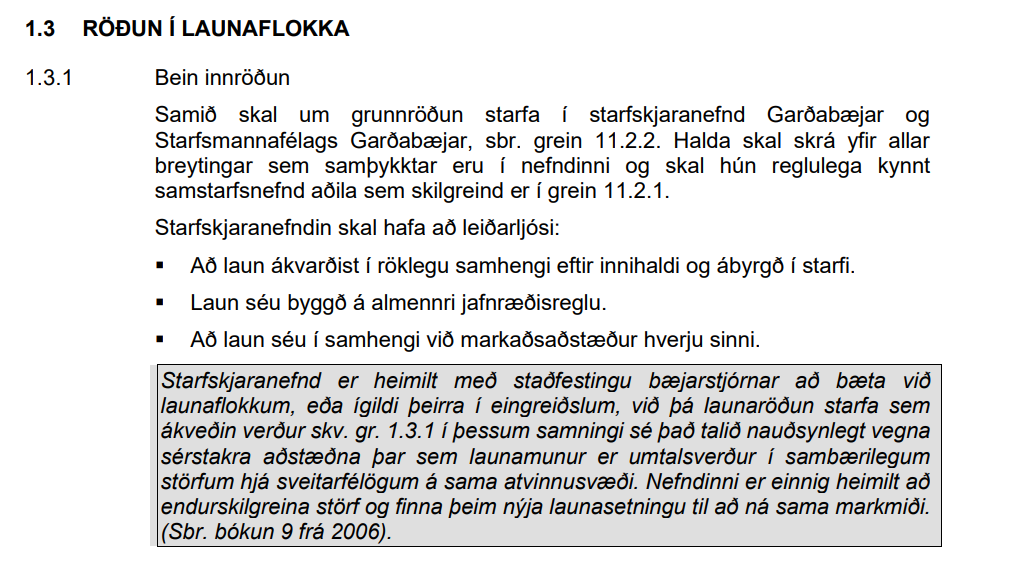 1.3 RÖÐUN Í LAUNAFLOKKA
1.3.1 Bein innröðun
Samið skal um grunnröðun starfa í starfskjaranefnd Garðabæjar og
Starfsmannafélags Garðabæjar, sbr. grein 11.2.2. Halda skal skrá yfir allar
breytingar sem samþykktar eru í nefndinni og skal hún reglulega kynnt
samstarfsnefnd aðila sem skilgreind er í grein 11.2.1.
Starfskjaranefndin skal hafa að leiðarljósi:
▪ Að laun ákvarðist í röklegu samhengi eftir innihaldi og ábyrgð í starfi.
▪ Laun séu byggð á almennri jafnræðisreglu.
▪ Að laun séu í samhengi við markaðsaðstæður hverju sinni.
Starfskjaranefnd er heimilt með staðfestingu bæjarstjórnar að bæta við
launaflokkum, eða ígildi þeirra í eingreiðslum, við þá launaröðun starfa sem
ákveðin verður skv. gr. 1.3.1 í þessum samningi sé það talið nauðsynlegt vegna
sérstakra aðstæðna þar sem launamunur er umtalsverður í sambærilegum
störfum hjá sveitarfélögum á sama atvinnusvæði. Nefndinni er einnig heimilt að
endurskilgreina störf og finna þeim nýja launasetningu til að ná sama markmiði.
(Sbr. bókun 9 frá 2006).